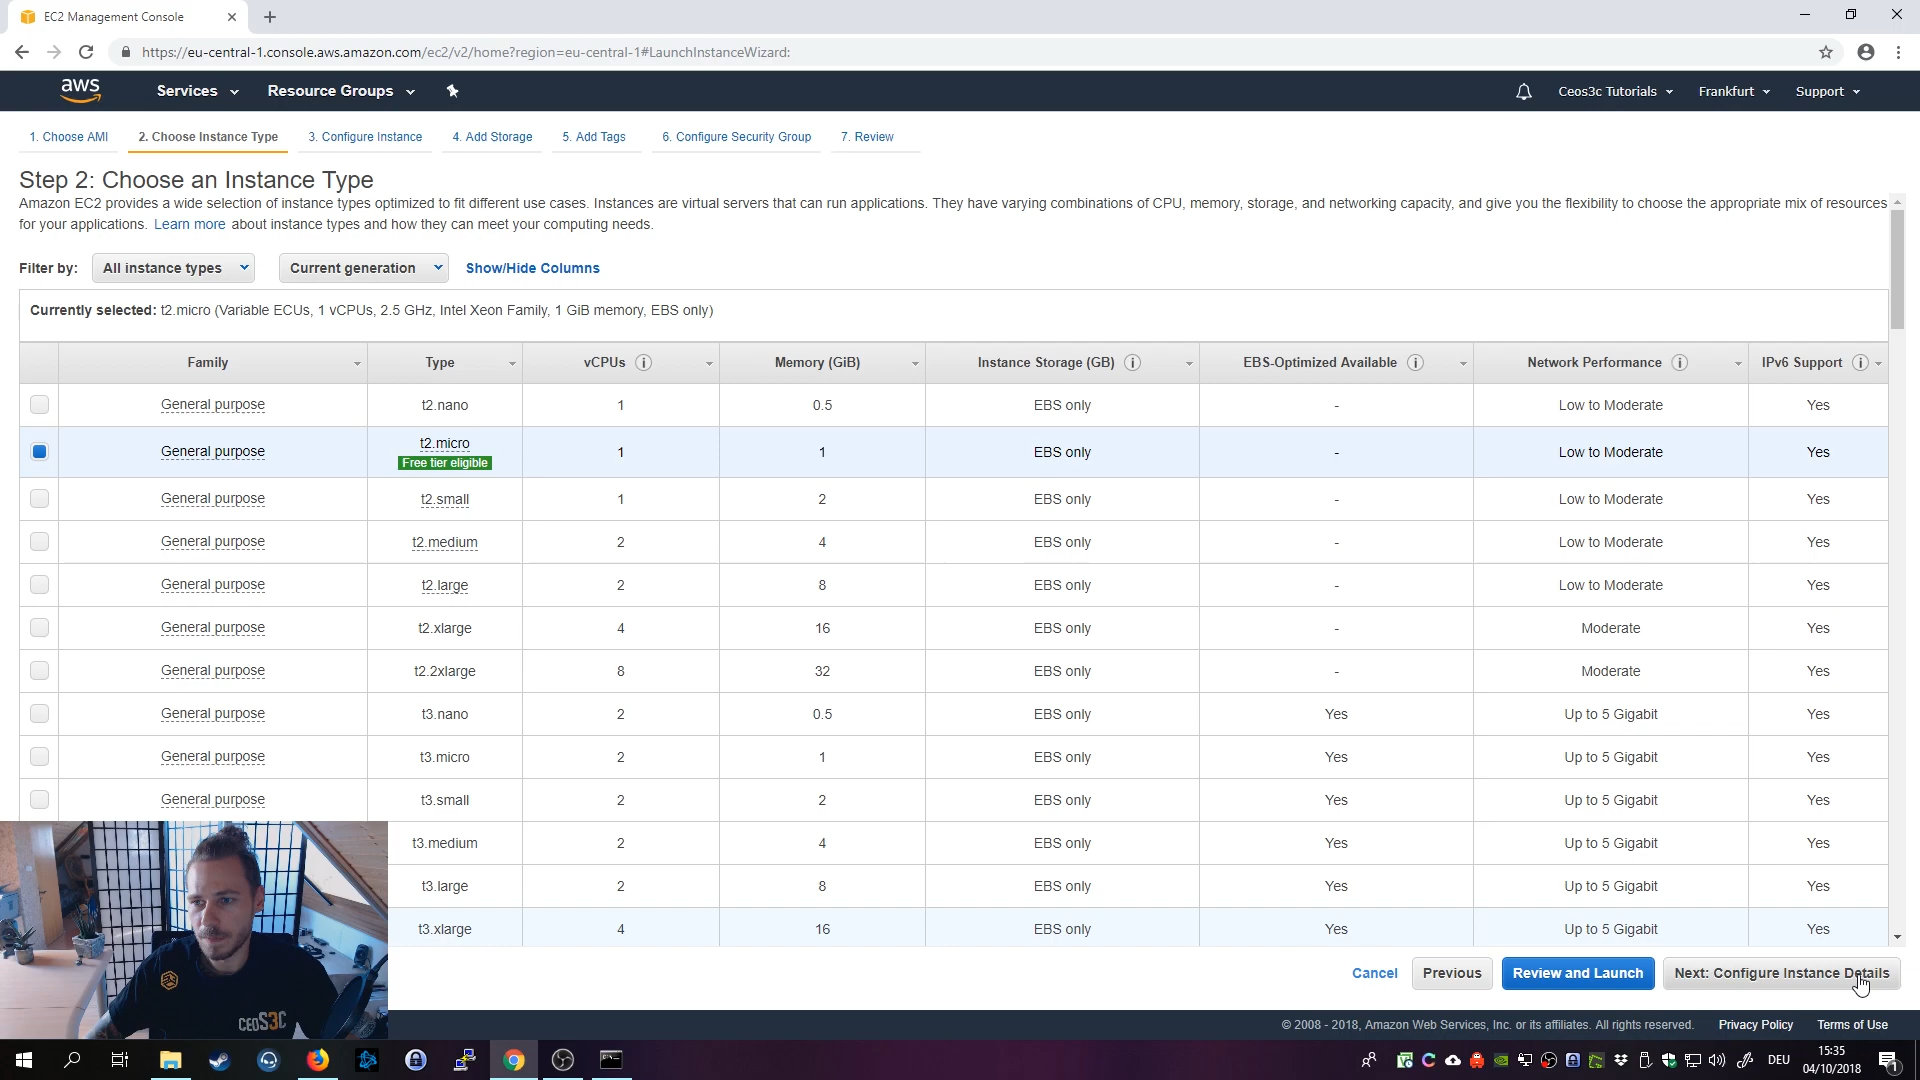 EC2 Management Console
https://eu-central-1.console.aws.amazon.com/ec2/v2/home?region=eu-central-1#LaunchInstanceWizard:
aws Services Resource Groups Ceos3c Tutorials Frankfurt Support
1. Choose AMI 2. Choose Instance Type 3. Configure Instance 4. Add Storage 5. Add Tags 6. Configure Security Group 7. Review
Step 2: Choose an Instance Type
Amazon EC2 provides a wide selection of instance types optimized to fit different use cases. Instances are virtual servers that can run applications. They have varying combinations of CPU, memory, storage, and networking capacity, and give you the flexibility to choose the appropriate mix of resources
for your applications. Learn more about instance types and how they can meet your computing needs.
Filter by: All instance types Current generation Show/Hide Columns
Currently selected: t2.micro (Variable ECUs, 1 vCPUs, 2.5 GHz, Intel Xeon Family, 1 GiB memory, EBS only)
Family Type vCPUs Memory (GiB) Instance Storage (GB) EBS-Optimized Available Network Performance IPv6 Support
General purpose t2.nano 1 0.5 EBS only - Low to Moderate Yes
General purpose t2.micro 1 1 EBS only - Low to Moderate Yes
Free tier eligible
General purpose t2.small 1 2 EBS only - Low to Moderate Yes
General purpose t2.medium 2 4 EBS only - Low to Moderate Yes
General purpose t2.large 2 8 EBS only - Low to Moderate Yes
General purpose t2.xlarge 4 16 EBS only - Moderate Yes
General purpose t2.2xlarge 8 32 EBS only - Moderate Yes
General purpose t3.nano 2 0.5 EBS only Yes Up to 5 Gigabit Yes
General purpose t3.micro 2 1 EBS only Yes Up to 5 Gigabit Yes
General purpose t3.small 2 2 EBS only Yes Up to 5 Gigabit Yes
t3.medium 2 4 EBS only Yes Up to 5 Gigabit Yes
t3.large 2 8 EBS only Yes Up to 5 Gigabit Yes
t3.xlarge 4 16 EBS only Yes Up to 5 Gigabit Yes
Cancel Previous Review and Launch Next: Configure Instance Details
CEOS3C
© 2008 - 2018, Amazon Web Services, Inc. or its affiliates. All rights reserved. Privacy Policy Terms of Use
DEU
15:35
04/10/2018
1